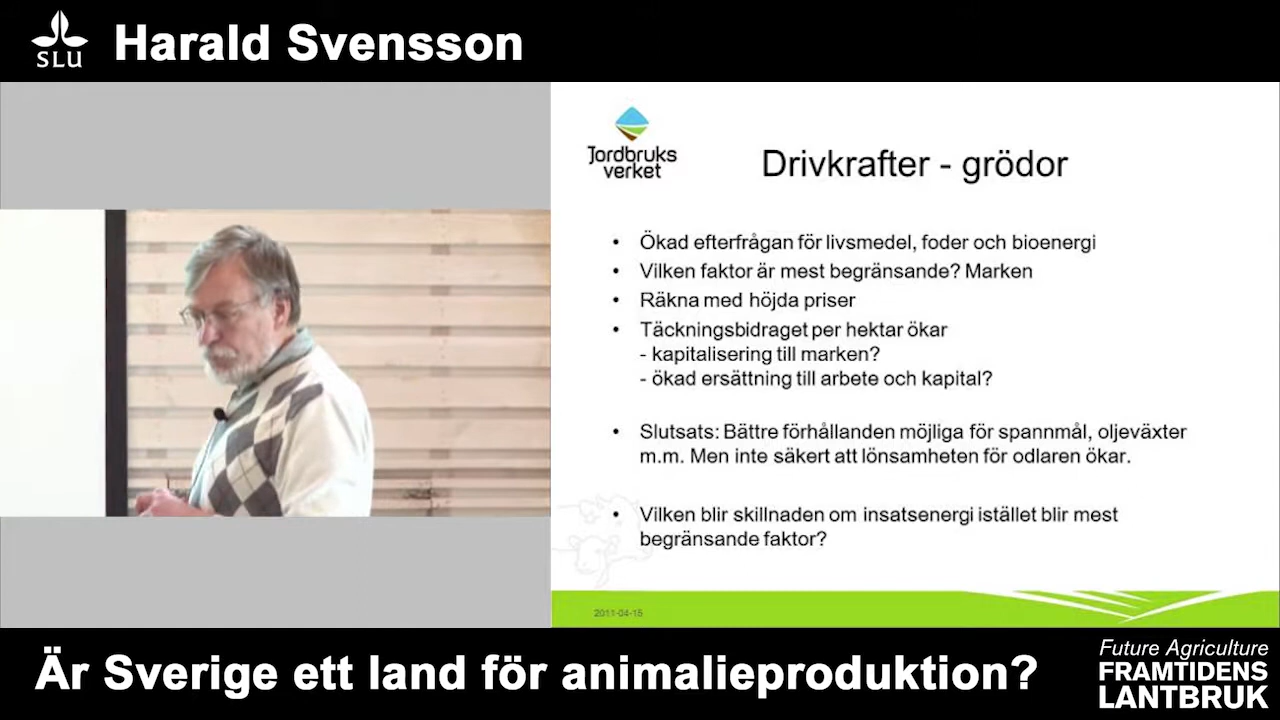 SLU
Harald Svensson
Jordbruks
verket
Drivkrafter - grödor
• Ökad efterfrågan för livsmedel, foder och bioenergi
• Vilken faktor är mest begränsande? Marken
• Räkna med höjda priser
• Täckningsbidraget per hektar ökar
- kapitalisering till marken?
- ökad ersättning till arbete och kapital?
• Slutsats: Bättre förhållanden möjliga för spannmål, oljeväxter
m.m. Men inte säkert att lönsamheten för odlaren ökar.
• Vilken blir skillnaden om insatsenergi istället blir mest
begränsande faktor?
2011-04-15
Är Sverige ett land för animalieproduktion?
Future Agriculture
FRAMTIDENS
LANTBRUK